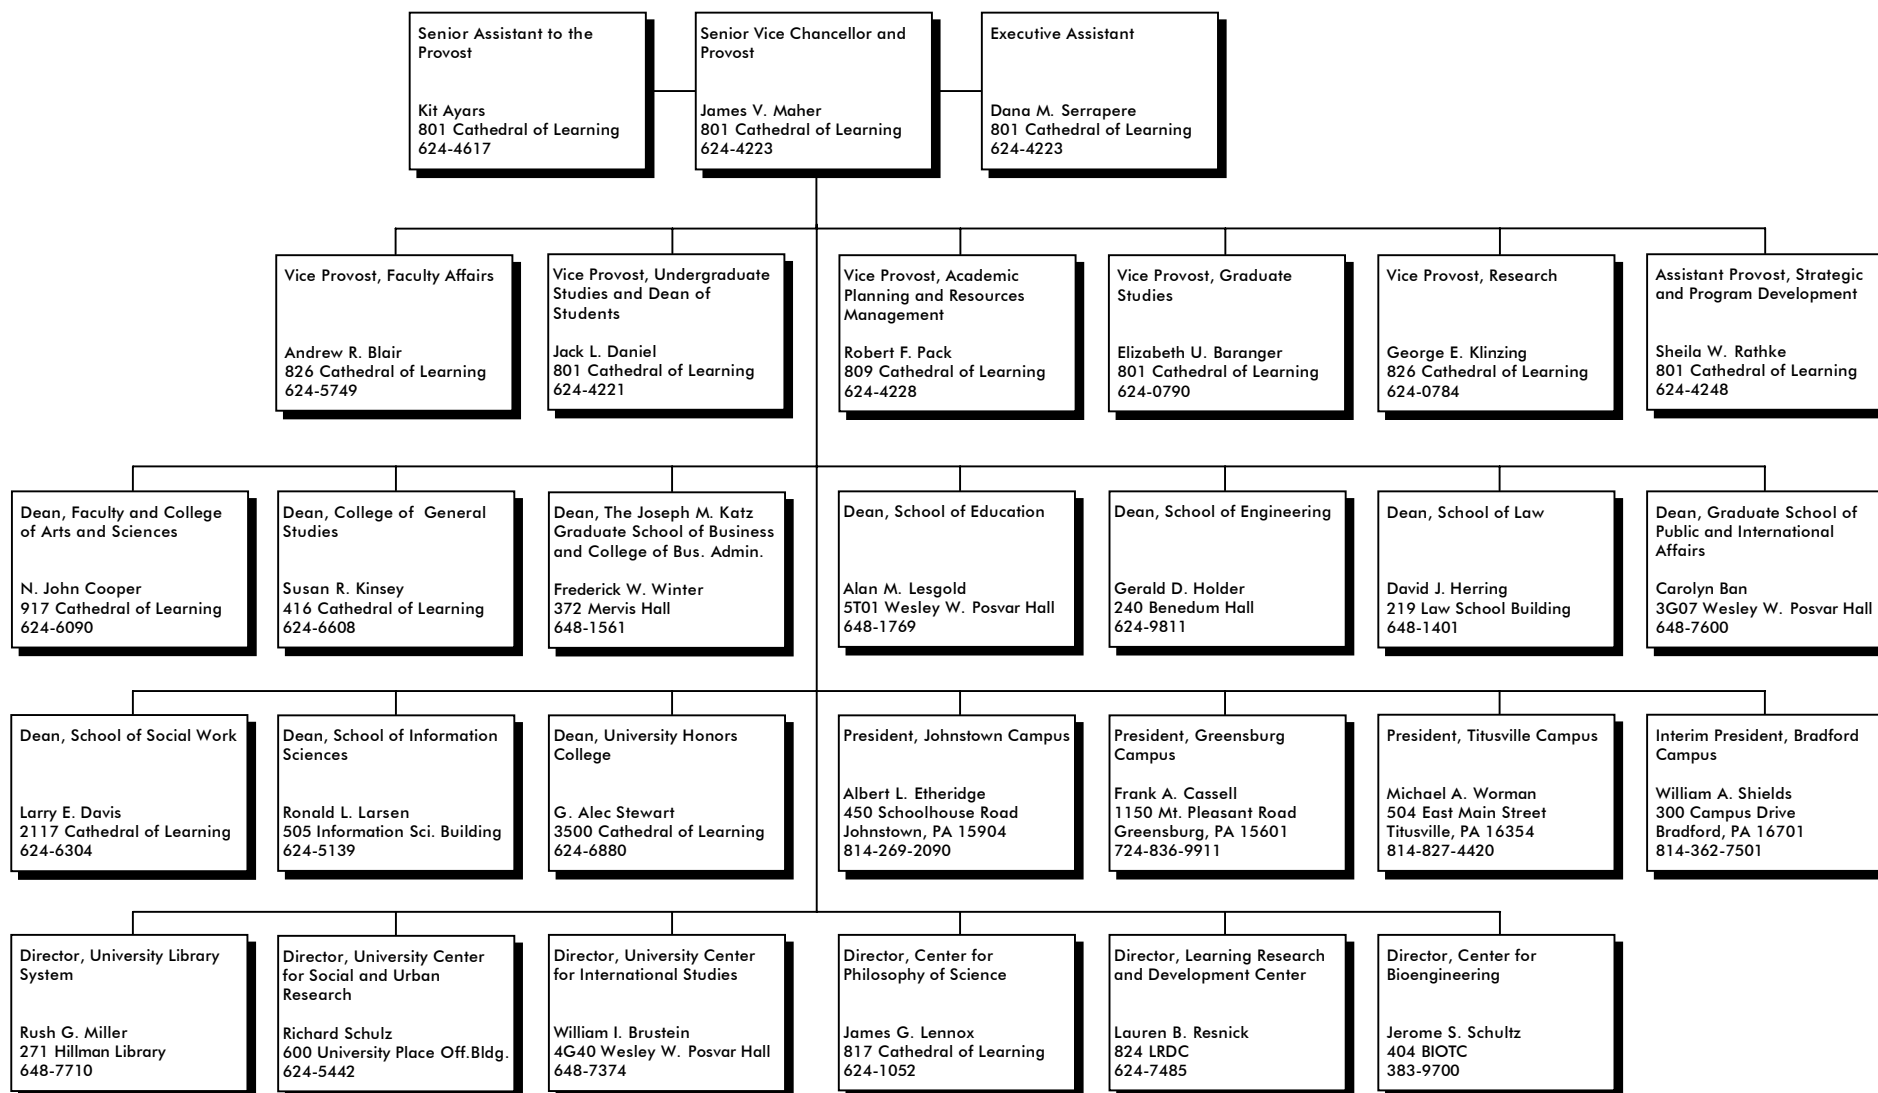 Senior Assistant to the
Provost
Kit Ayars
801 Cathedral of Learning
624-4617
Senior Vice Chancellor and
Provost
James V. Maher
801 Cathedral of Learning
624-4223
Executive Assistant
Dana M. Serrapere
801 Cathedral of Learning
624-4223
Vice Provost, Faculty Affairs
Andrew R. Blair
826 Cathedral of Learning
624-5749
Vice Provost, Undergraduate
Studies and Dean of
Students
Jack L. Daniel
801 Cathedral of Learning
624-4221
Vice Provost, Academic
Planning and Resources
Management
Robert F. Pack
809 Cathedral of Learning
624-4228
Vice Provost, Graduate
Studies
Elizabeth U. Baranger
801 Cathedral of Learning
624-0790
Vice Provost, Research
George E. Klinzing
826 Cathedral of Learning
624-0784
Assistant Provost, Strategic
and Program Development
Sheila W. Rathke
801 Cathedral of Learning
624-4248
Dean, Faculty and College
of Arts and Sciences
N. John Cooper
917 Cathedral of Learning
624-6090
Dean, College of General
Studies
Susan R. Kinsey
416 Cathedral of Learning
624-6608
Dean, The Joseph M. Katz
Graduate School of Business
and College of Bus. Admin.
Frederick W. Winter
372 Mervis Hall
648-1561
Dean, School of Education
Alan M. Lesgold
5T01 Wesley W. Posvar Hall
648-1769
Dean, School of Engineering
Gerald D. Holder
240 Benedum Hall
624-9811
Dean, School of Law
David J. Herring
219 Law School Building
648-1401
Dean, Graduate School of
Public and International
Affairs
Carolyn Ban
3G07 Wesley W. Posvar Hall
648-7600
Dean, School of Social Work
Larry E. Davis
2117 Cathedral of Learning
624-6304
Dean, School of Information
Sciences
Ronald L. Larsen
505 Information Sci. Building
624-5139
Dean, University Honors
College
G. Alec Stewart
3500 Cathedral of Learning
624-6880
President, Johnstown Campus
Albert L. Etheridge
450 Schoolhouse Road
Johnstown, PA 15904
814-269-2090
President, Greensburg
Campus
Frank A. Cassell
1150 Mt. Pleasant Road
Greensburg, PA 15601
724-836-9911
President, Titusville Campus
Michael A. Worman
504 East Main Street
Titusville, PA 16354
814-827-4420
Interim President, Bradford
Campus
William A. Shields
300 Campus Drive
Bradford, PA 16701
814-362-7501
Director, University Library
System
Rush G. Miller
271 Hillman Library
648-7710
Director, University Center
for Social and Urban
Research
Richard Schulz
600 University Place Off.Bldg.
624-5442
Director, University Center
for International Studies
William I. Brustein
4G40 Wesley W. Posvar Hall
648-7374
Director, Center for
Philosophy of Science
James G. Lennox
817 Cathedral of Learning
624-1052
Director, Learning Research
and Development Center
Lauren B. Resnick
824 LRDC
624-7485
Director, Center for
Bioengineering
Jerome S. Schultz
404 BIOTC
383-9700